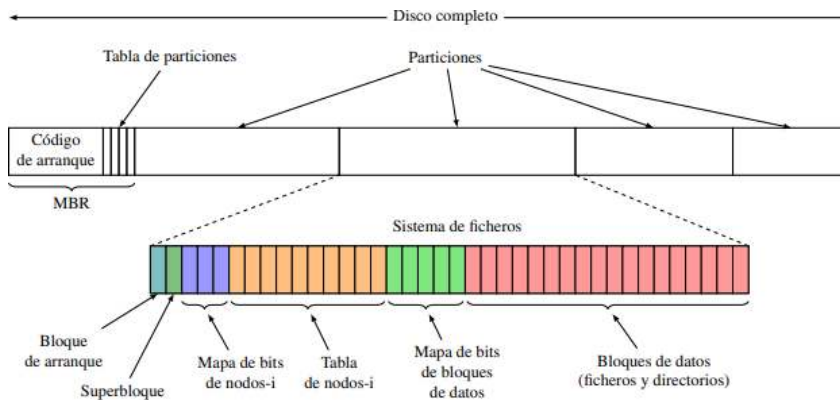 Disco completo
Tabla de particiones
Particiones
Código
de arranque
MBR
Sistema de ficheros
Bloque
de arranque
Superbloque
Mapa de bits
de nodos-i
Tabla
de nodos-i
Mapa de bits
de bloques
de datos
Bloques de datos
(ficheros y directorios)